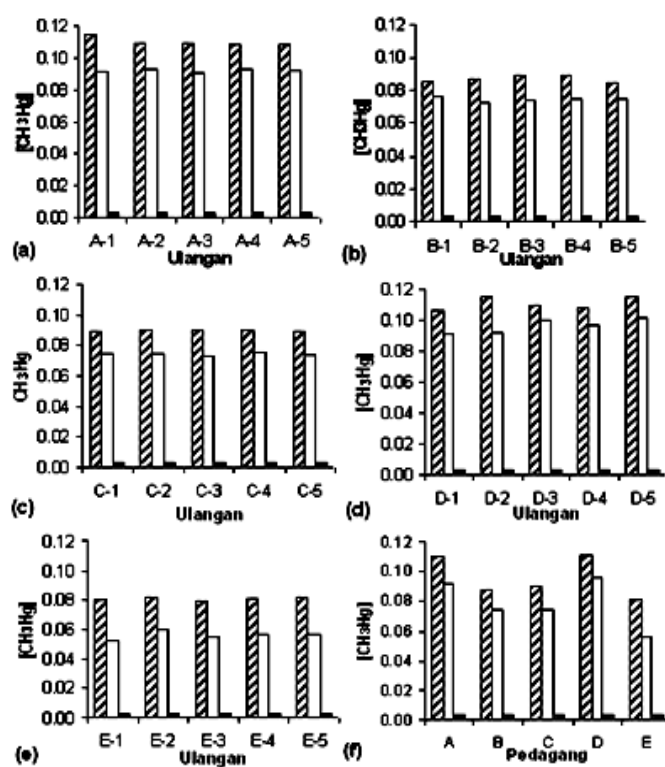 0.12
0.10
0.08
0.06
0.04
0.02
0.00
[CH3Hg]
A-1 A-2 A-3 A-4 A-5
(a) Ulangan
0.12
0.10
0.08
0.06
0.04
0.02
0.00
[CH3Hg]
B-1 B-2 B-3 B-4 B-5
(b) Ulangan
0.12
0.10
0.08
0.06
0.04
0.02
0.00
CH3Hg
C-1 C-2 C-3 C-4 C-5
(c) Ulangan
0.12
0.10
0.08
0.06
0.04
0.02
0.00
[CH3Hg]
D-1 D-2 D-3 D-4 D-5
(d) Ulangan
0.12
0.10
0.08
0.06
0.04
0.02
0.00
[CH3Hg]
E-1 E-2 E-3 E-4 E-5
(e) Ulangan
0.12
0.10
0.08
0.06
0.04
0.02
0.00
[CH3Hg]
A B C D E
(f) Pedagang